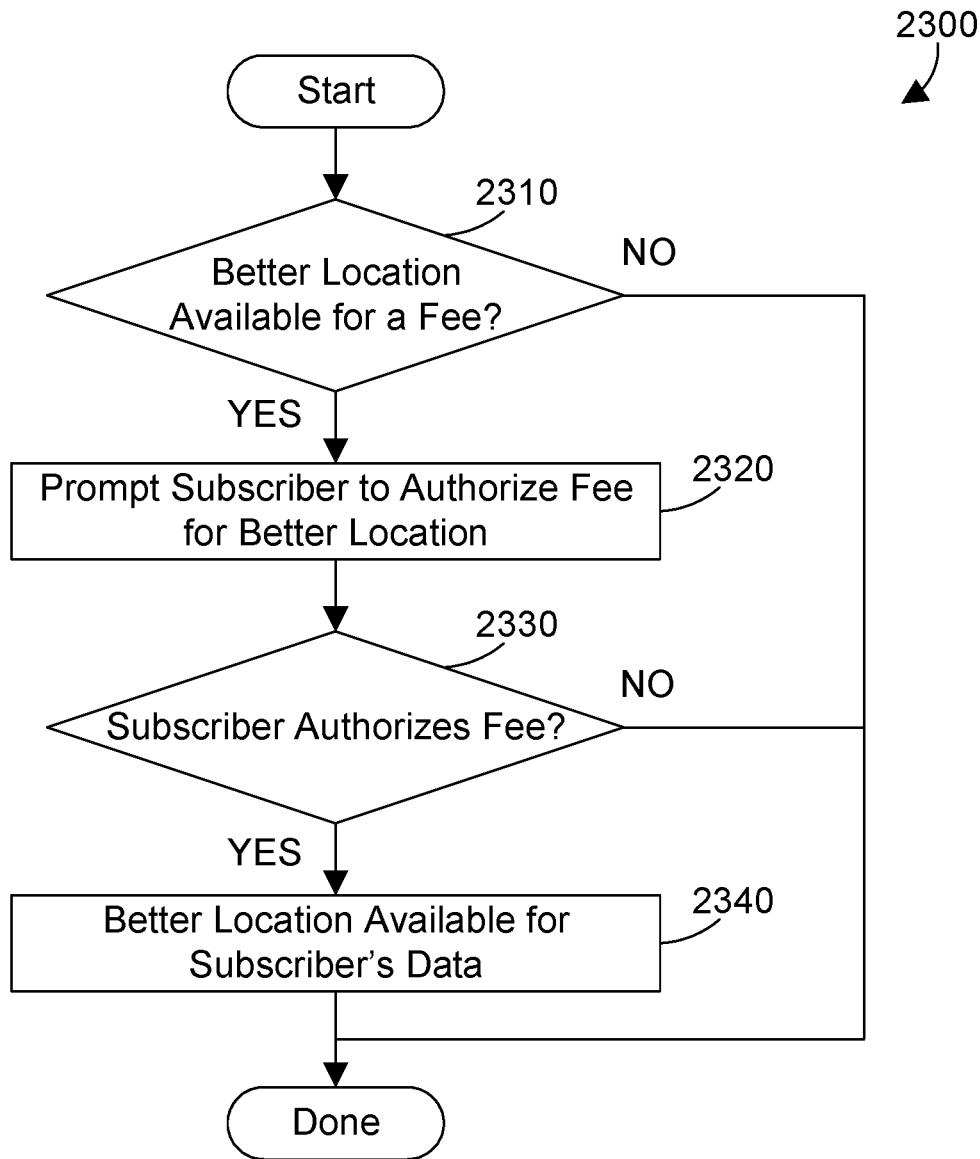 2300
Start
2310
Better Location
Available for a Fee?
NO
YES
Prompt Subscriber to Authorize Fee
for Better Location
2320
2330
Subscriber Authorizes Fee?
NO
YES
Better Location Available for
Subscriber's Data
2340
Done